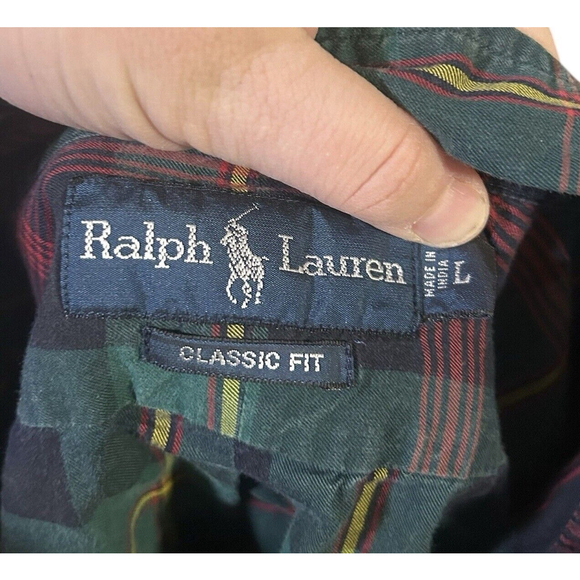 Ralph Lauren
MADE IN
INDIA
L
CLASSIC FIT